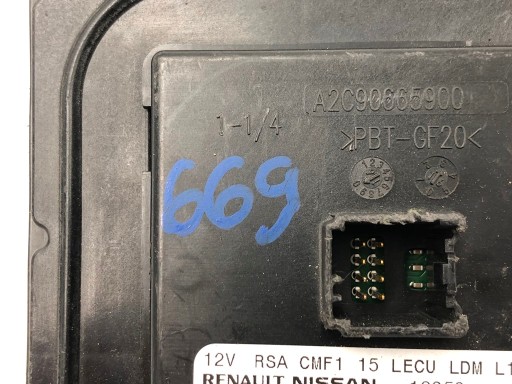 A2C90665900
1-1/4
>PBT-GF20<
669
12V RSA CMF1 15 LECU LDM L1
RENAULT NISSAN